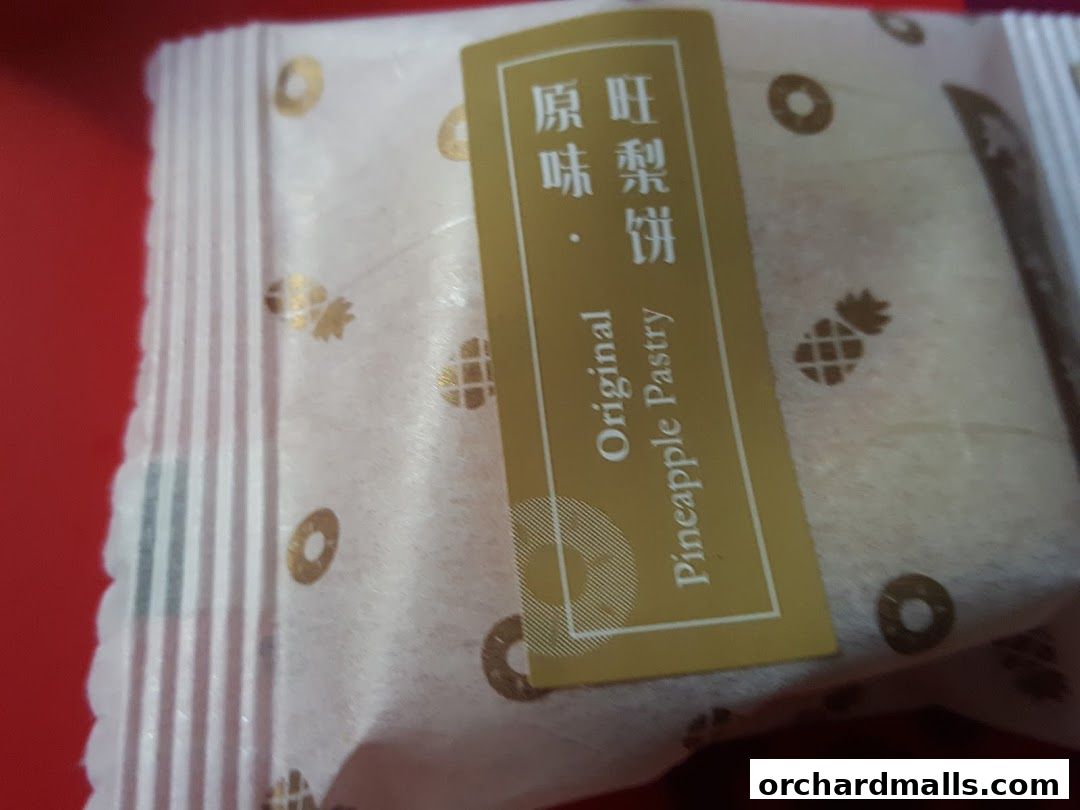 旺梨饼
原味·
Original
Pineapple Pastry
orchardmalls.com